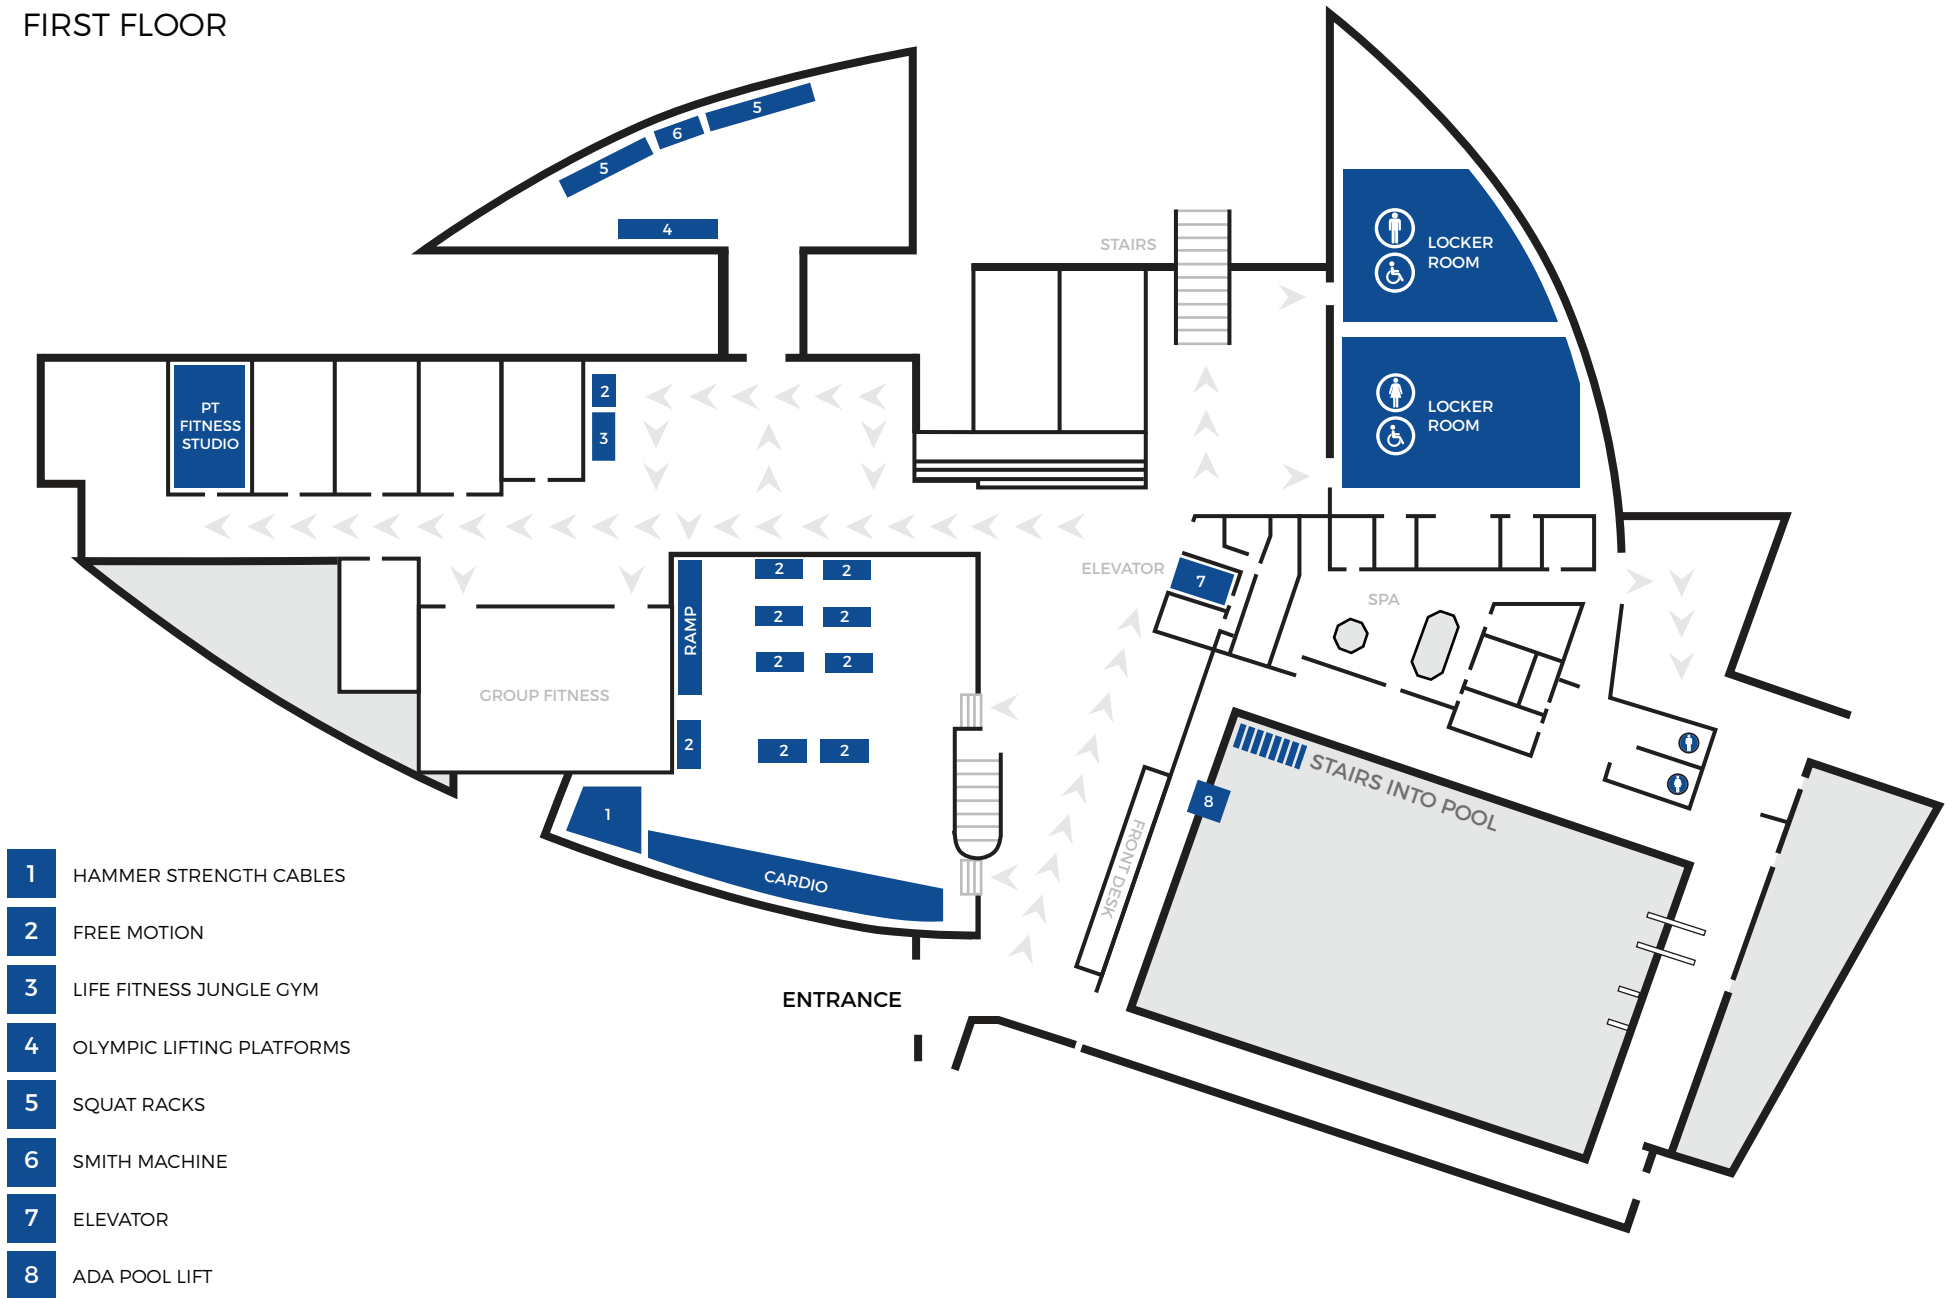 FIRST FLOOR
5
6
5
4
STAIRS
LOCKER
ROOM
LOCKER
ROOM
PT
FITNESS
STUDIO
2
3
ELEVATOR
7
SPA
RAMP
2
2
2
2
2
2
GROUP FITNESS
2
2
2
STAIRS INTO POOL
8
FRONT DESK
1
CARDIO
ENTRANCE
1 HAMMER STRENGTH CABLES
2 FREE MOTION
3 LIFE FITNESS JUNGLE GYM
4 OLYMPIC LIFTING PLATFORMS
5 SQUAT RACKS
6 SMITH MACHINE
7 ELEVATOR
8 ADA POOL LIFT